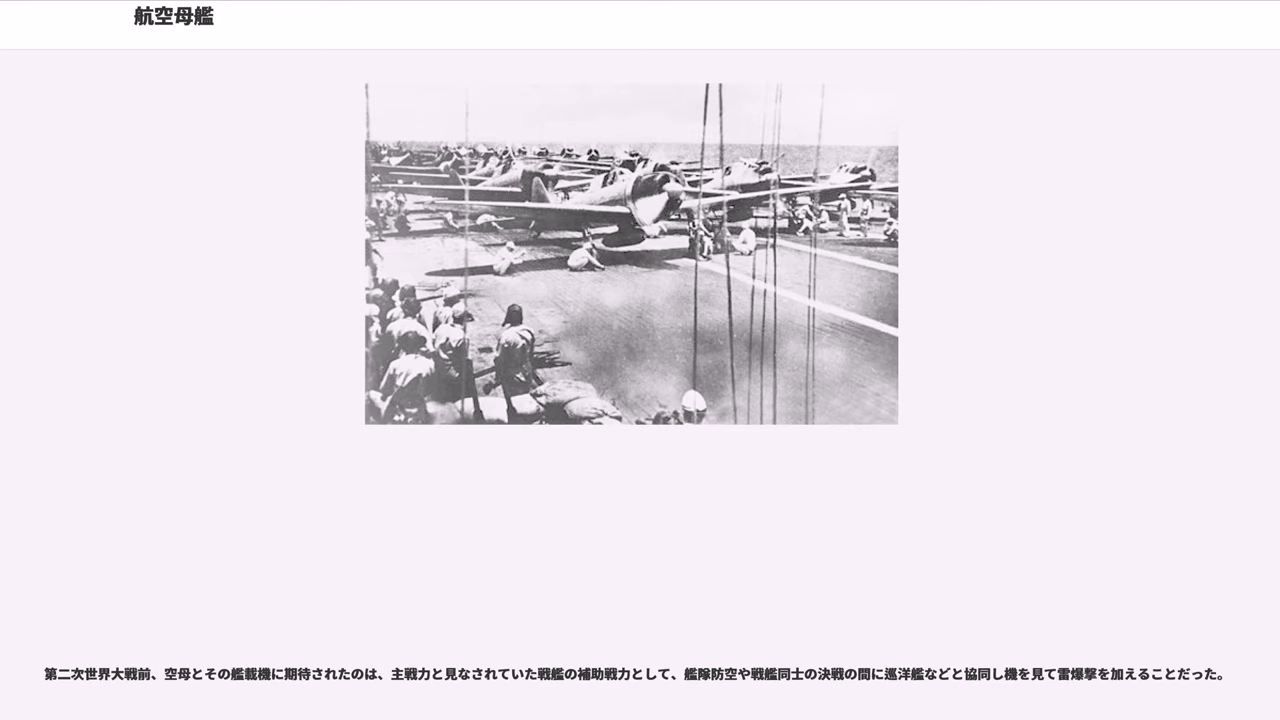 航空母艦
第二次世界大戦前、空母とその艦載機に期待されたのは、主戦力と見なされていた戦艦の補助戦力として、艦隊防空や戦艦同士の決戦の間に巡洋艦などと協同し機を見て雷爆撃を加えることだった。